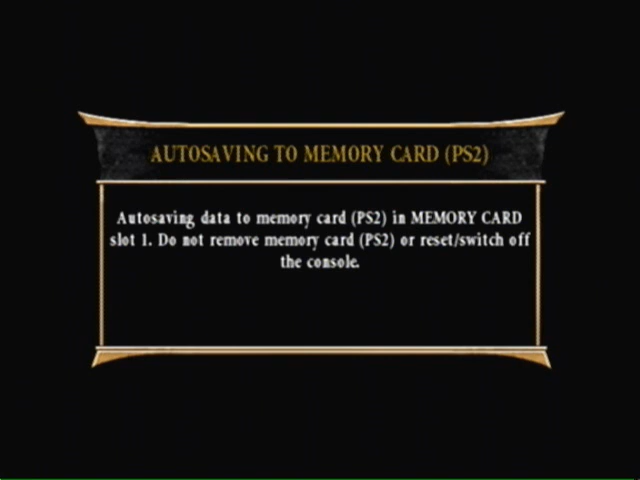 AUTOSAVING TO MEMORY CARD (PS2)
Autosaving data to memory card (PS2) in MEMORY CARD
slot 1. Do not remove memory card (PS2) or reset/switch off
the console.